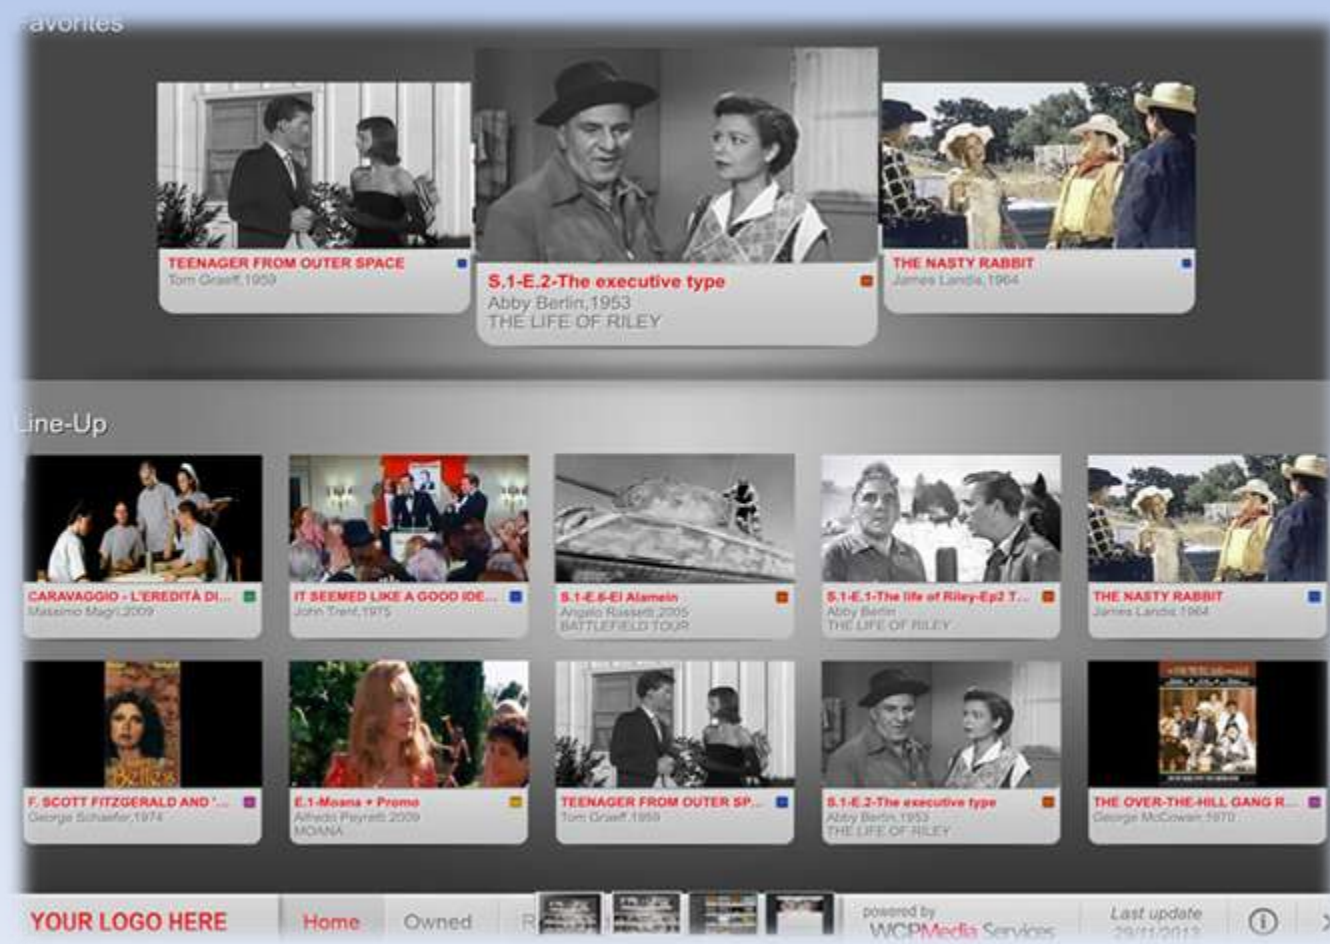 Favorites
TEENAGER FROM OUTER SPACE
Tom Graeff,1959
S.1-E.2-The executive type
Abby Berlin,1953
THE LIFE OF RILEY
THE NASTY RABBIT
James Landis,1964
Line-Up
CARAVAGGIO - L'EREDITÀ DI...
Massimo Magrì,2009
IT SEEMED LIKE A GOOD IDE...
John Trent,1975
S.1-E.6-El Alamein
Angelo Rassetti,2005
BATTLEFIELD TOUR
S.1-E.1-The life of Riley-Ep2 T...
Abby Berlin
THE LIFE OF RILEY
THE NASTY RABBIT
James Landis,1964
F. SCOTT FITZGERALD AND '...
George Schaefer,1974
E.1-Moana + Promo
Alfredo Peyretti,2009
MOANA
TEENAGER FROM OUTER SP...
Tom Graeff,1959
S.1-E.2-The executive type
Abby Berlin,1953
THE LIFE OF RILEY
THE OVER-THE-HILL GANG R...
George McCowan,1970
YOUR LOGO HERE
Home
Owned
powered by
WCPMedia Services
Last update
29/11/2013